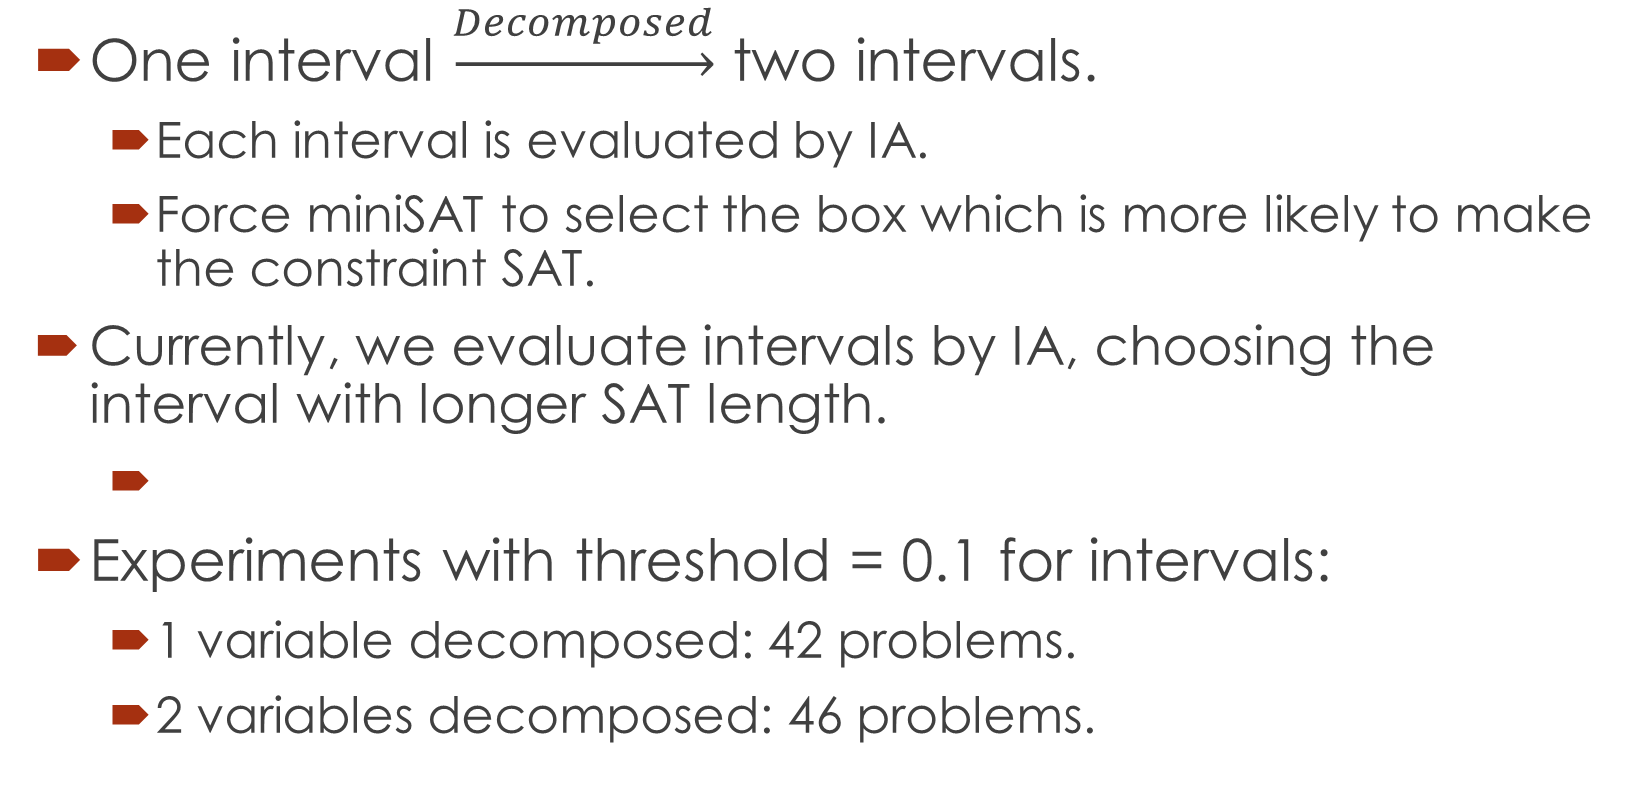 Decomposed
One interval ⟶ two intervals.
Each interval is evaluated by IA.
Force miniSAT to select the box which is more likely to make
the constraint SAT.
Currently, we evaluate intervals by IA, choosing the
interval with longer SAT length.
Experiments with threshold = 0.1 for intervals:
1 variable decomposed: 42 problems.
2 variables decomposed: 46 problems.